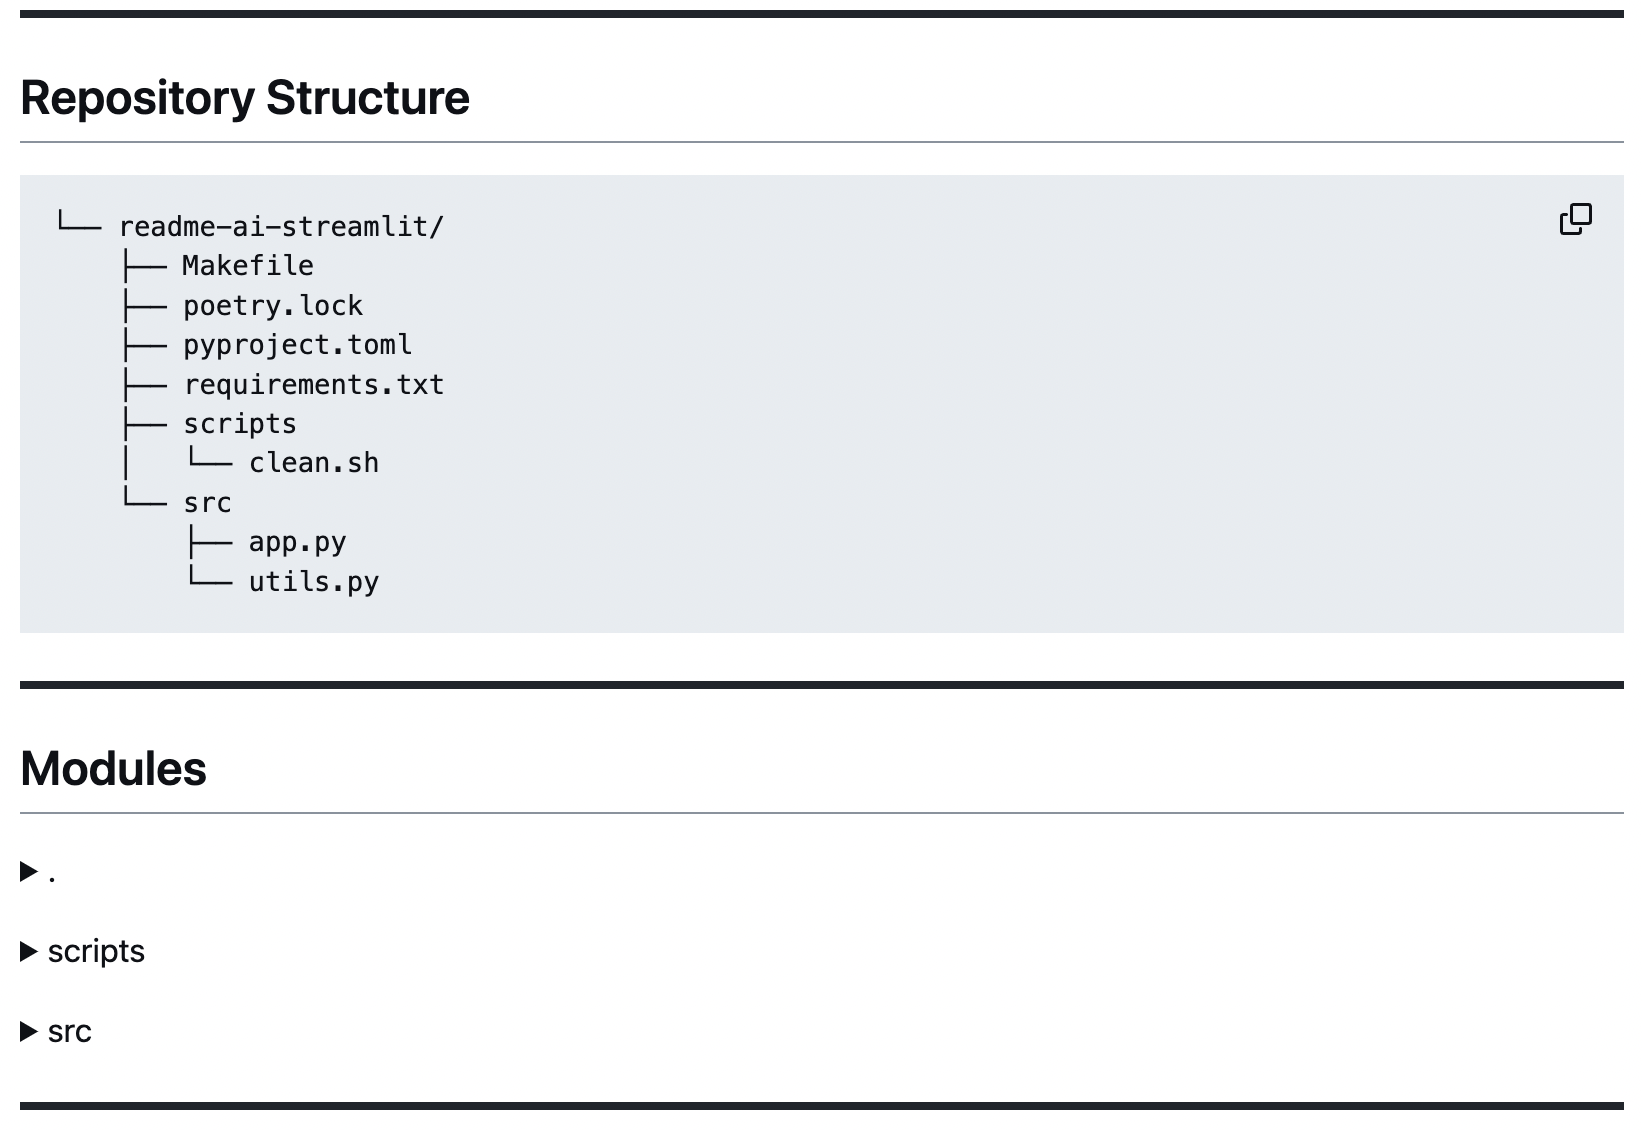 Repository Structure
└── readme-ai-streamlit/
    ├── Makefile
    ├── poetry.lock
    ├── pyproject.toml
    ├── requirements.txt
    ├── scripts
    │   └── clean.sh
    └── src
        ├── app.py
        └── utils.py
Modules
▶ .
▶ scripts
▶ src